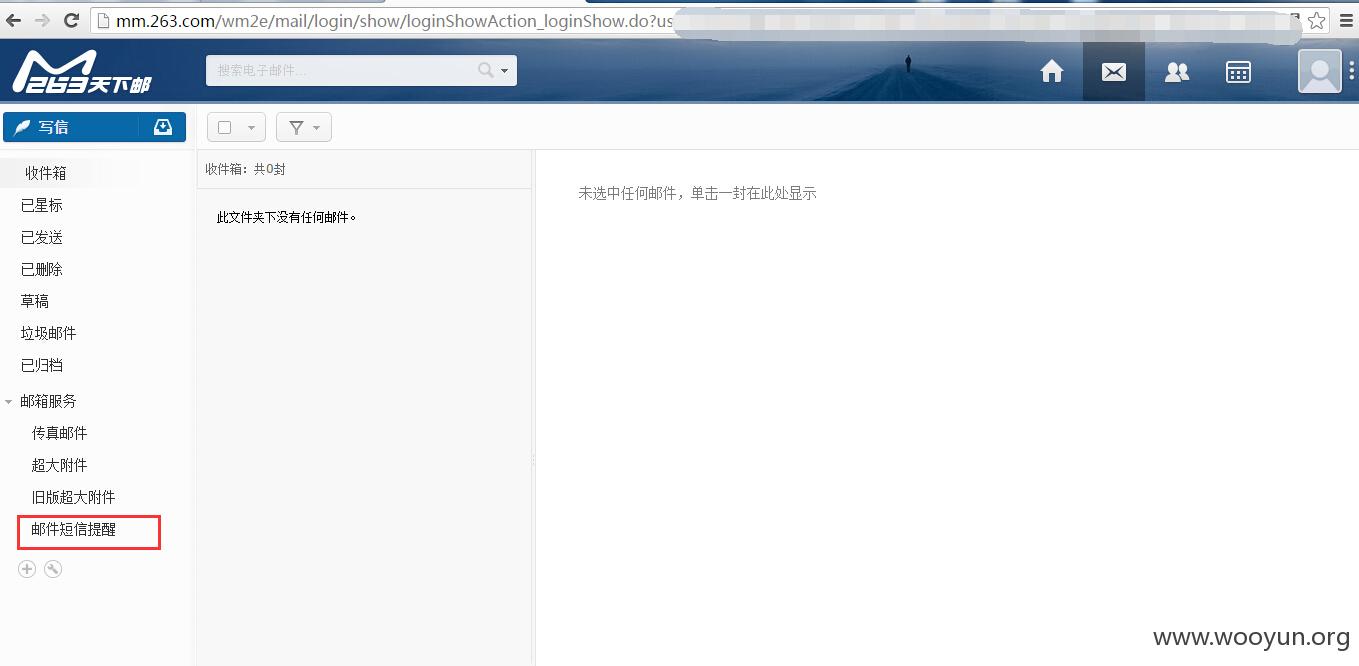 mm.263.com/wm2e/mail/login/show/loginShowAction_loginShow.do?us
263天下邮
搜索电子邮件...
写信
收件箱
已星标
已发送
已删除
草稿
垃圾邮件
已归档
邮箱服务
传真邮件
超大附件
旧版超大附件
邮件短信提醒
收件箱：共0封
此文件夹下没有任何邮件。
未选中任何邮件，单击一封在此处显示
www.wooyun.org